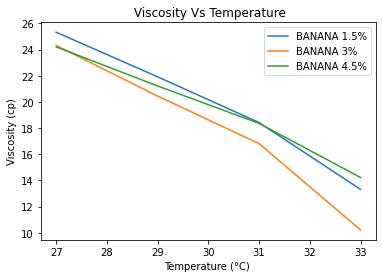 Viscosity Vs Temperature
BANANA 1.5%
BANANA 3%
BANANA 4.5%
Viscosity (cp)
26
24
22
20
18
16
14
12
10
27
28
29
30
31
32
33
Temperature (°C)